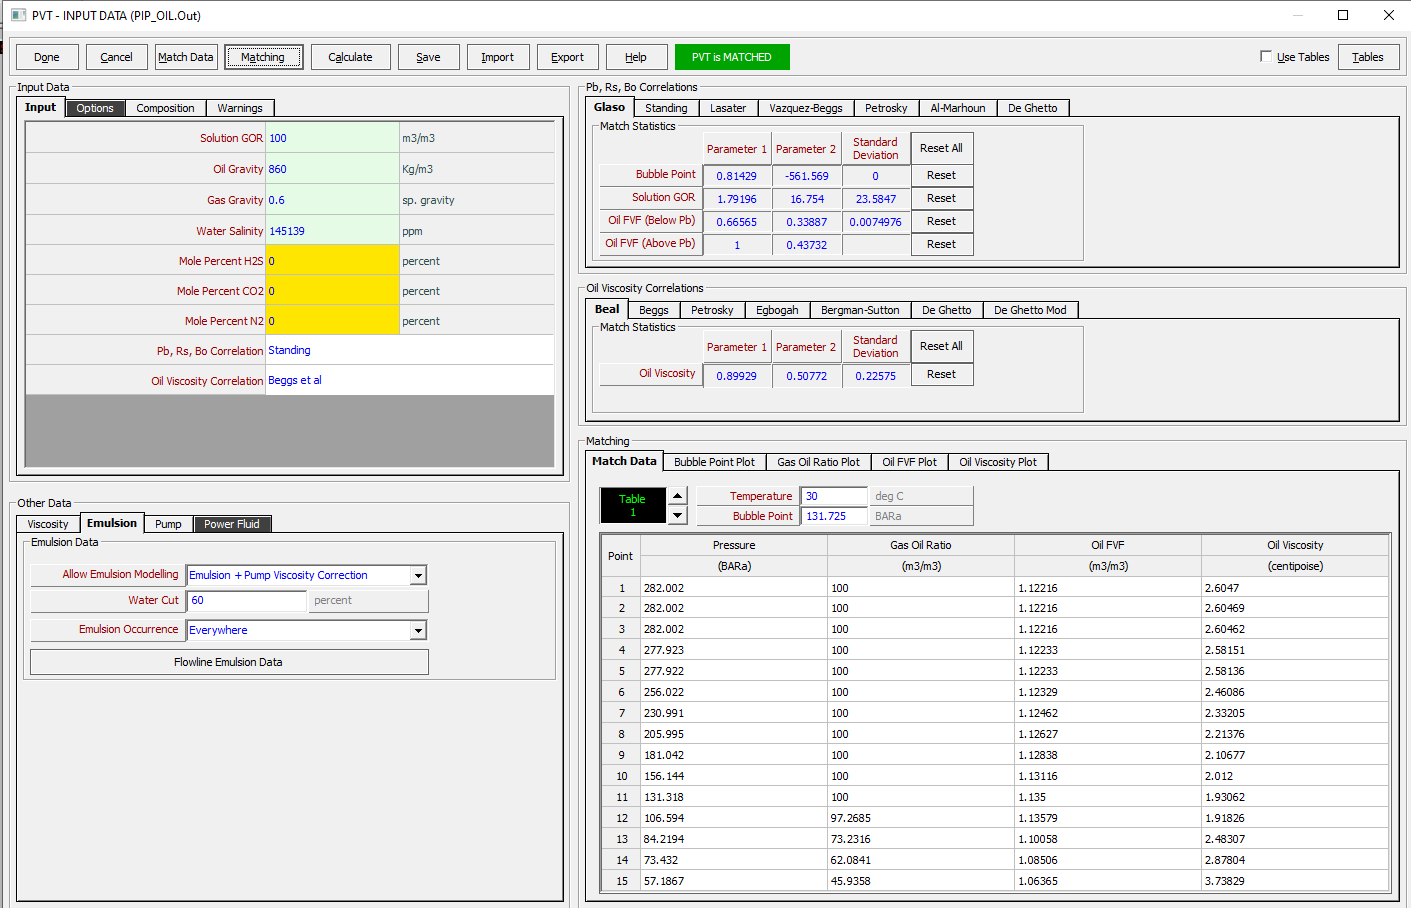 PVT - INPUT DATA (PIP_OIL.Out)
Done Cancel Match Data Matching Calculate Save Import Export Help PVT is MATCHED Use Tables Tables
Input Data
Input Options Composition Warnings
Solution GOR 100 m3/m3
Oil Gravity 860 Kg/m3
Gas Gravity 0.6 sp. gravity
Water Salinity 145139 ppm
Mole Percent H2S 0 percent
Mole Percent CO2 0 percent
Mole Percent N2 0 percent
Pb, Rs, Bo Correlation Standing
Oil Viscosity Correlation Beggs et al
Other Data
Viscosity Emulsion Pump Power Fluid
Emulsion Data
Allow Emulsion Modelling Emulsion + Pump Viscosity Correction
Water Cut 60 percent
Emulsion Occurrence Everywhere
Flowline Emulsion Data
Pb, Rs, Bo Correlations
Glaso Standing Lasater Vazquez-Beggs Petrosky Al-Marhoun De Ghetto
Match Statistics
Parameter 1 Parameter 2 Standard Deviation Reset All
Bubble Point 0.81429 -561.569 0 Reset
Solution GOR 1.79196 16.754 23.5847 Reset
Oil FVF (Below Pb) 0.66565 0.33887 0.0074976 Reset
Oil FVF (Above Pb) 1 0.43732 Reset
Oil Viscosity Correlations
Beal Beggs Petrosky Egbogah Bergman-Sutton De Ghetto De Ghetto Mod
Match Statistics
Parameter 1 Parameter 2 Standard Deviation Reset All
Oil Viscosity 0.89929 0.50772 0.22575 Reset
Matching
Match Data Bubble Point Plot Gas Oil Ratio Plot Oil FVF Plot Oil Viscosity Plot
Table 1
Temperature 30 deg C
Bubble Point 131.725 BARa
Point Pressure Gas Oil Ratio Oil FVF Oil Viscosity
(BARa) (m3/m3) (m3/m3) (centipoise)
1 282.002 100 1.12216 2.6047
2 282.002 100 1.12216 2.60469
3 282.002 100 1.12216 2.60462
4 277.923 100 1.12233 2.58151
5 277.922 100 1.12233 2.58136
6 256.022 100 1.12329 2.46086
7 230.991 100 1.12462 2.33205
8 205.995 100 1.12627 2.21376
9 181.042 100 1.12838 2.10677
10 156.144 100 1.13116 2.012
11 131.318 100 1.135 1.93062
12 106.594 97.2685 1.13579 1.91826
13 84.2194 73.2316 1.10058 2.48307
14 73.432 62.0841 1.08506 2.87804
15 57.1867 45.9358 1.06365 3.73829